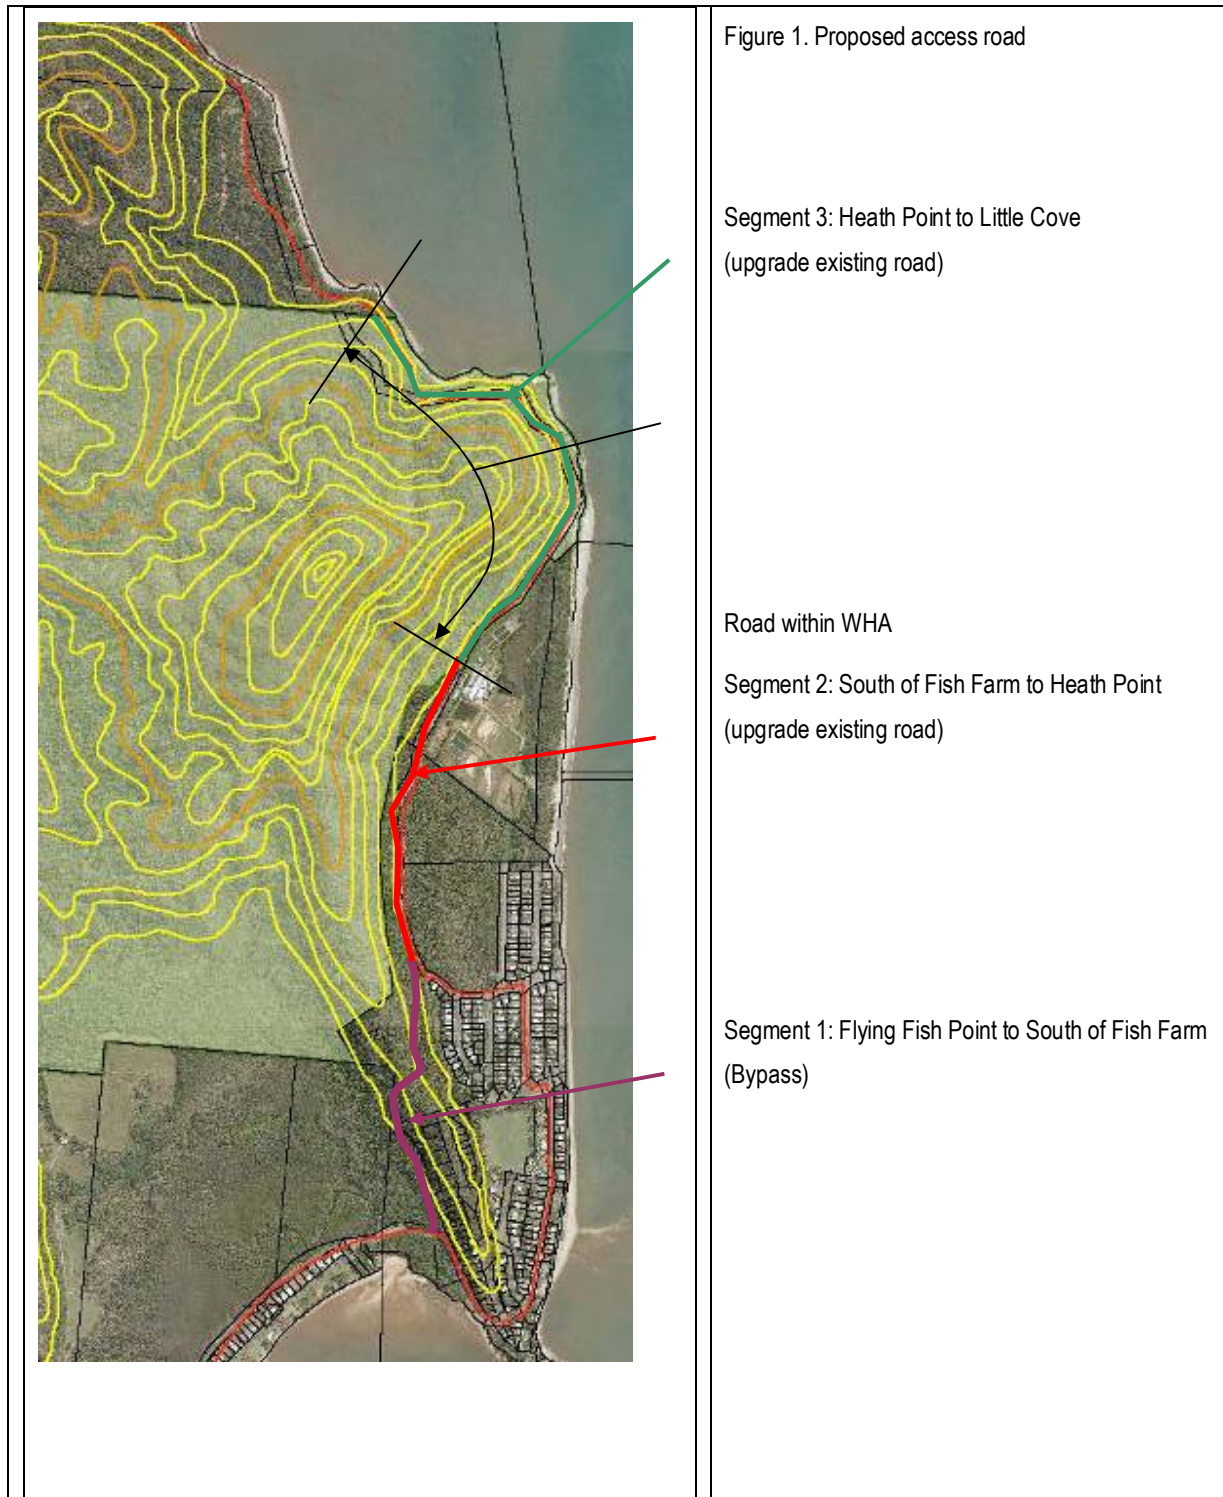 Figure 1. Proposed access road
Segment 3: Heath Point to Little Cove
(upgrade existing road)
Road within WHA
Segment 2: South of Fish Farm to Heath Point
(upgrade existing road)
Segment 1: Flying Fish Point to South of Fish Farm
(Bypass)